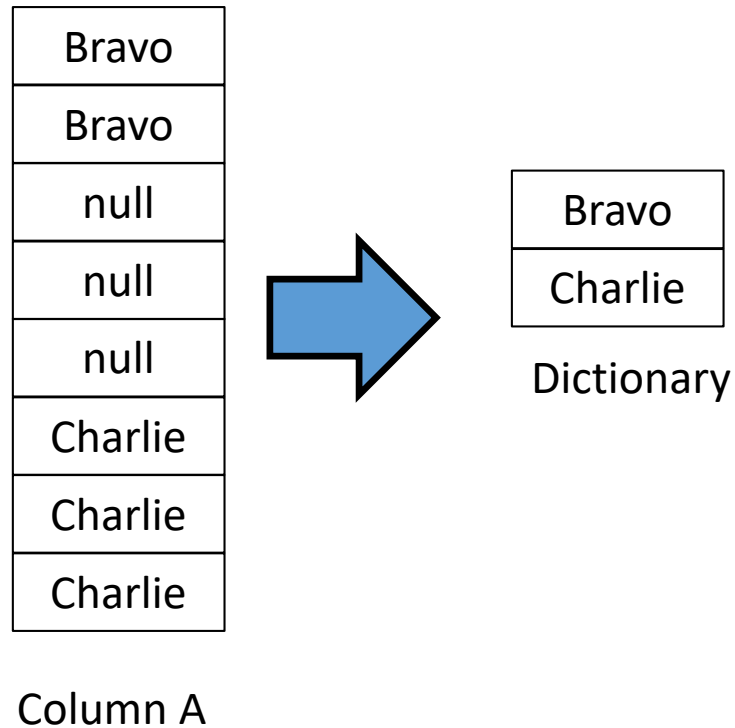 Bravo
Bravo
null
null
null
Charlie
Charlie
Charlie
Column A
Bravo
Charlie
Dictionary